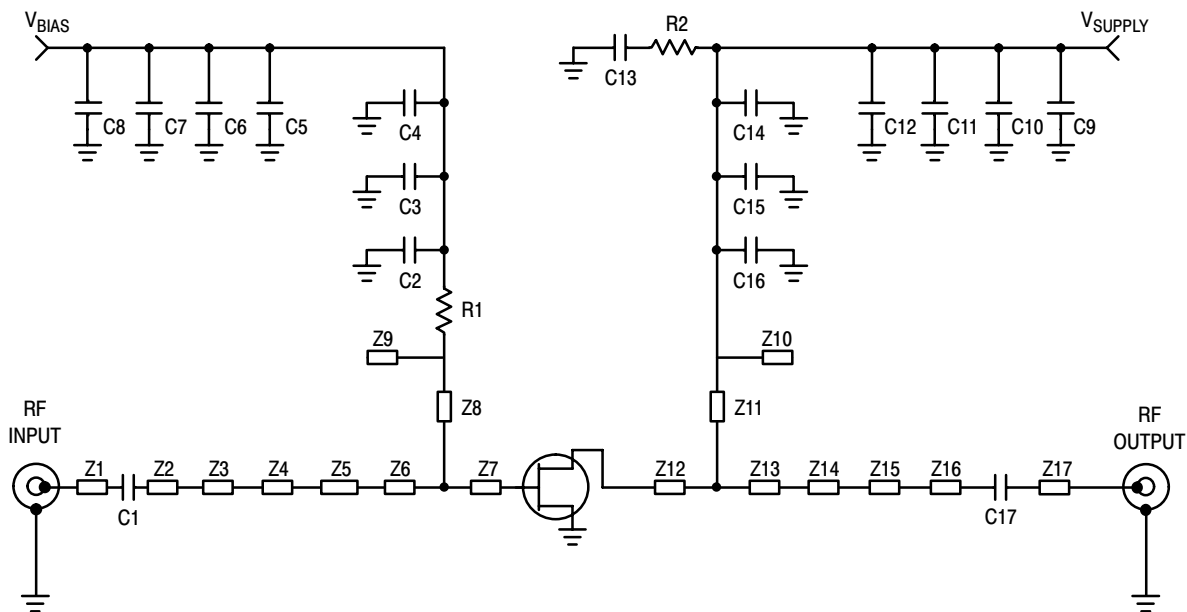 V_BIAS
R2
V_SUPPLY
C13
C8 C7 C6 C5
C4
C14
C12 C11 C10 C9
C3
C15
C2
C16
R1
Z9
Z10
Z8
Z11
RF
INPUT
RF
OUTPUT
Z1 Z2 Z3 Z4 Z5 Z6 Z7 Z12 Z13 Z14 Z15 Z16 Z17
C1
C17